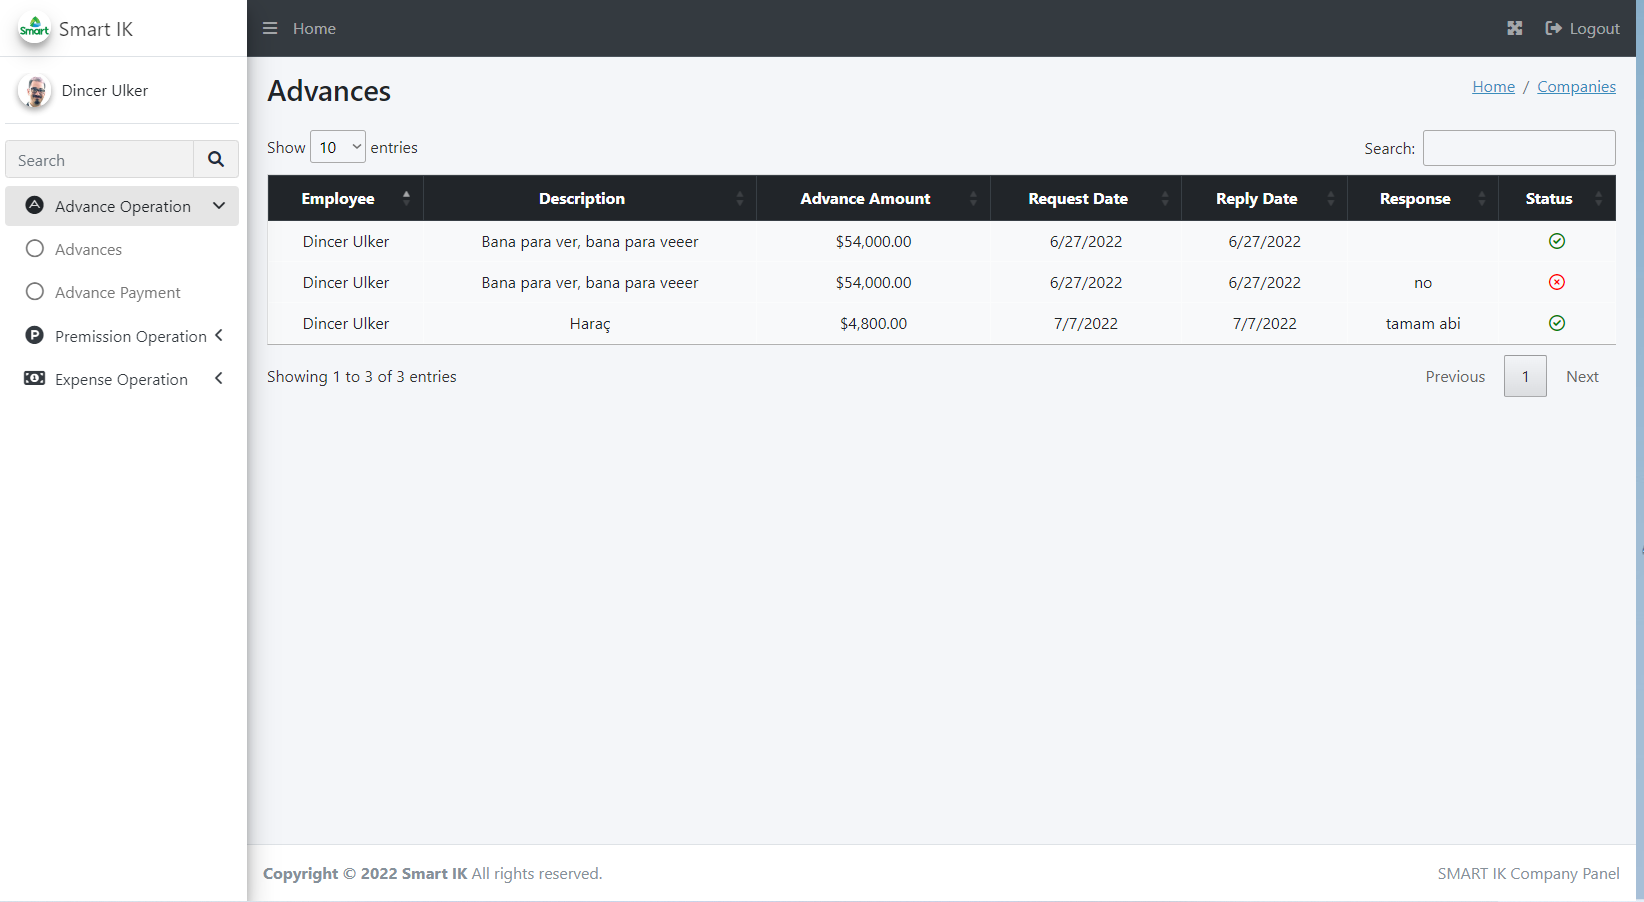 Smart
Smart IK
Home
Logout
Dincer Ulker
Search
Advance Operation
Advances
Advance Payment
Premission Operation
Expense Operation
Advances
Home / Companies
Show 10 entries
Search:
Employee Description Advance Amount Request Date Reply Date Response Status
Dincer Ulker Bana para ver, bana para veeer $54,000.00 6/27/2022 6/27/2022
Dincer Ulker Bana para ver, bana para veeer $54,000.00 6/27/2022 6/27/2022 no
Dincer Ulker Haraç $4,800.00 7/7/2022 7/7/2022 tamam abi
Showing 1 to 3 of 3 entries
Previous 1 Next
Copyright © 2022 Smart IK All rights reserved.
SMART IK Company Panel